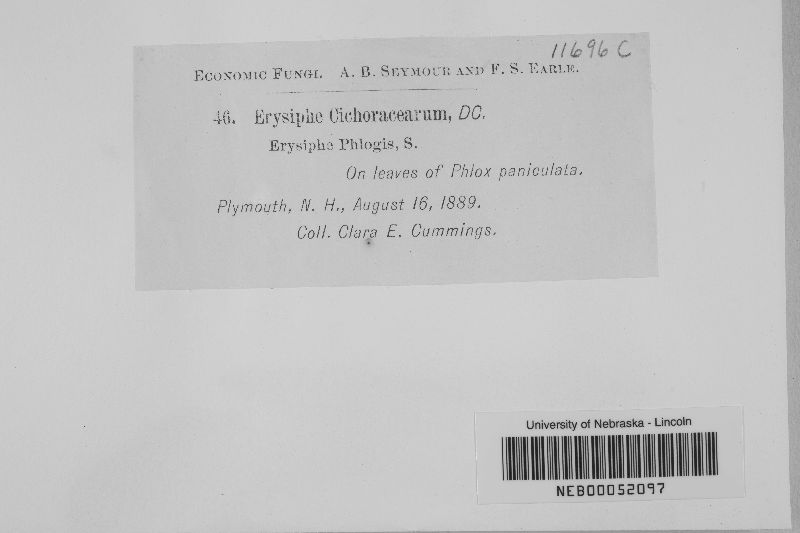 11696 C
ECONOMIC FUNGI. A. B. SEYMOUR AND F. S. EARLE.
46. Erysiphe Cichoracearum, DC.
Erysiphe Phlogis, S.
On leaves of Phlox paniculata.
Plymouth, N. H., August 16, 1889.
Coll. Clara E. Cummings.
University of Nebraska - Lincoln
NEB00052097